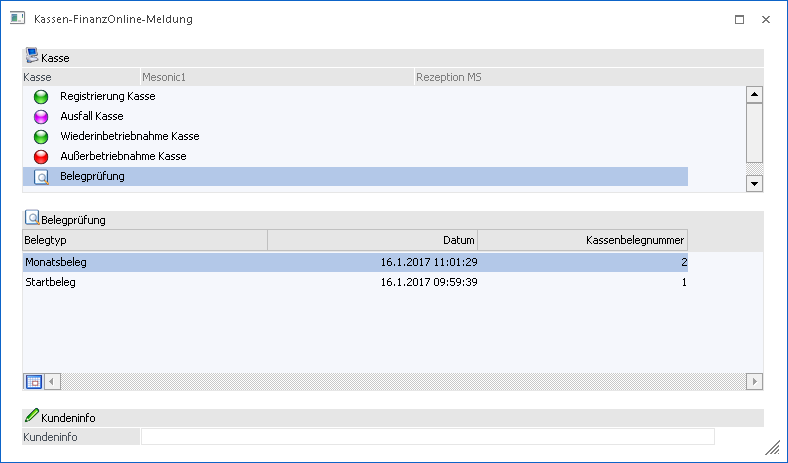 Kassen-FinanzOnline-Meldung
Kasse
Kasse Mesonic1 Rezeption MS
Registrierung Kasse
Ausfall Kasse
Wiederinbetriebnahme Kasse
Außerbetriebnahme Kasse
Belegprüfung
Belegprüfung
Belegtyp Datum Kassenbelegnummer
Monatsbeleg 16.1.2017 11:01:29 2
Startbeleg 16.1.2017 09:59:39 1
Kundeninfo
Kundeninfo